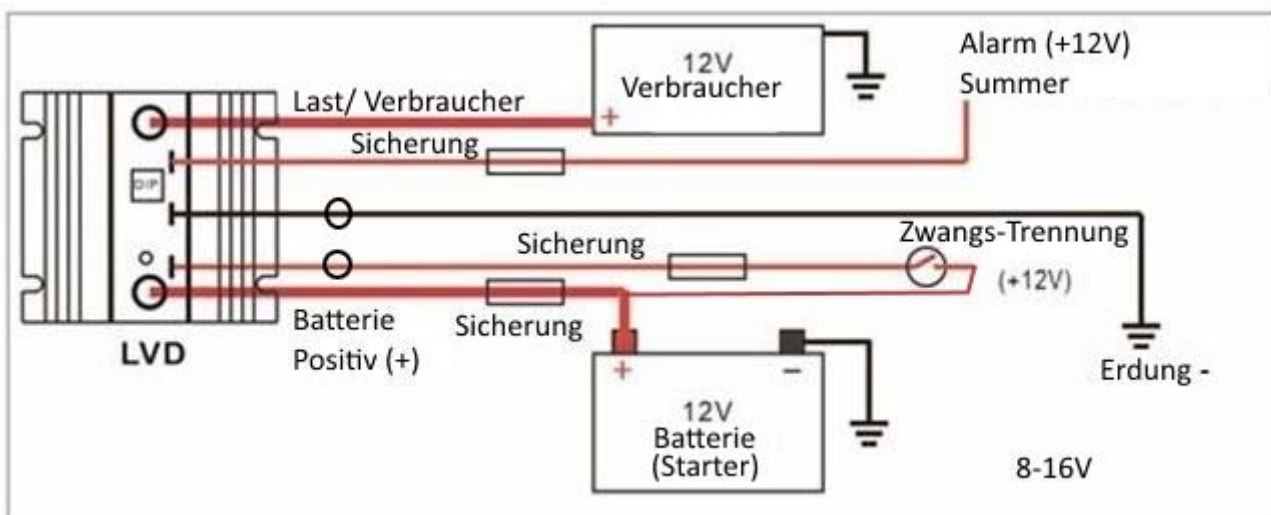 12V
Verbraucher
+
Alarm (+12V)
Summer
Last/ Verbraucher
Sicherung
DIP
Sicherung
Zwangs-Trennung
(+12V)
Batterie
Positiv (+)
Sicherung
LVD
+
−
12V
Batterie
(Starter)
Erdung -
8-16V